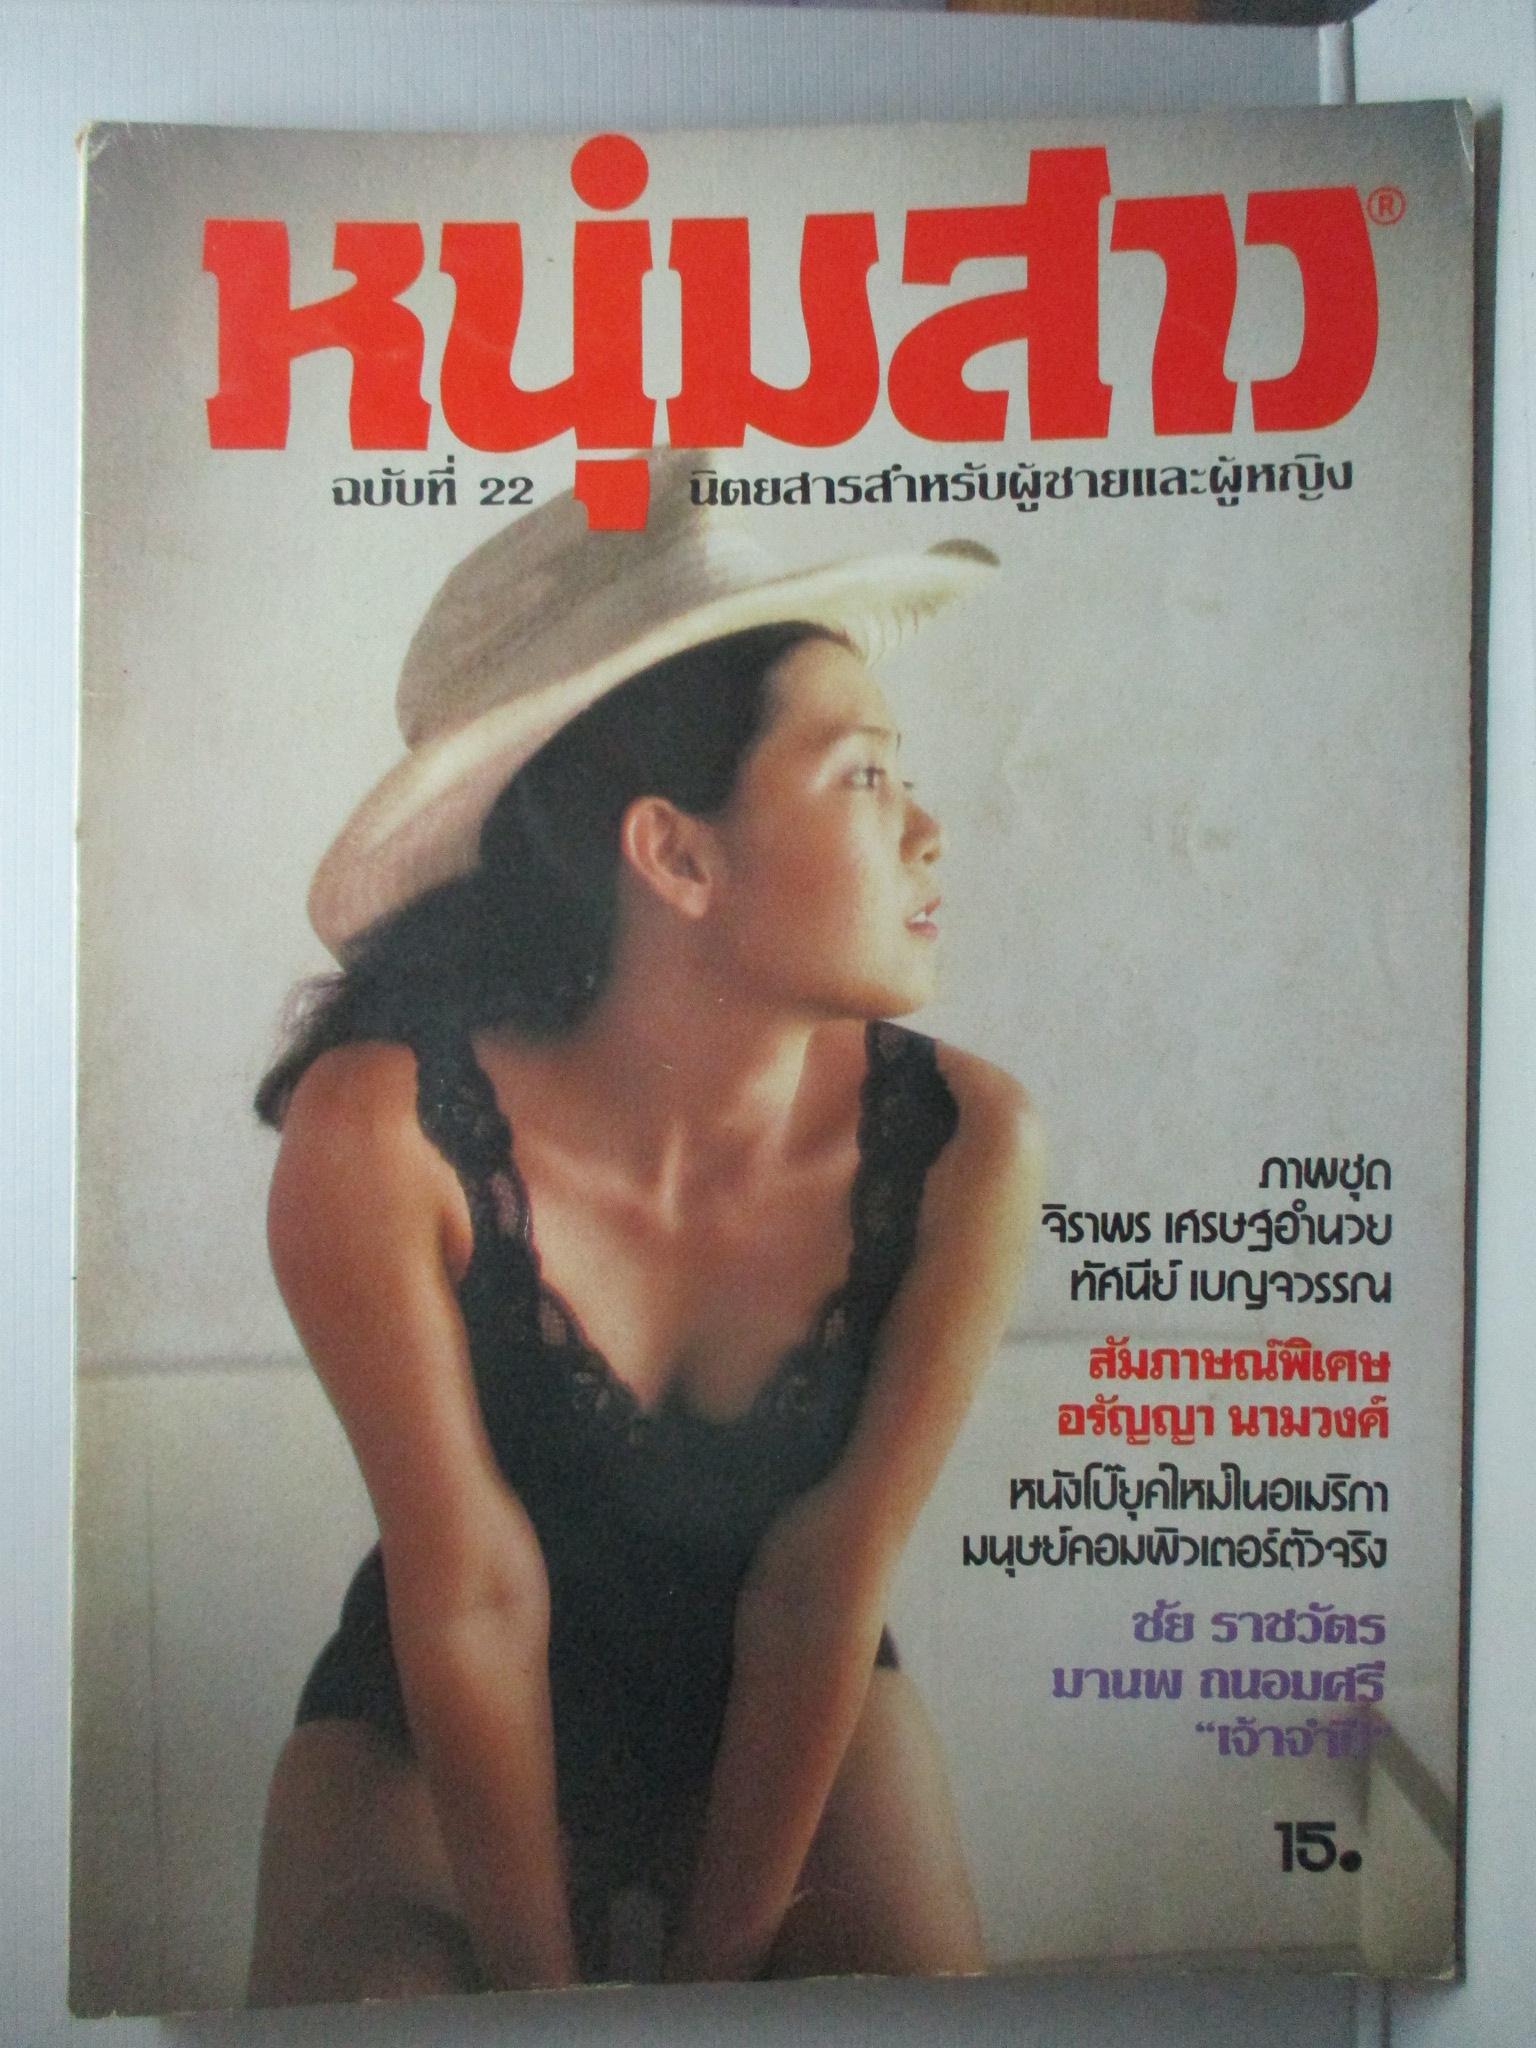 หนุ่มสาว®
ฉบับที่ 22
นิตยสารสำหรับผู้ชายและผู้หญิง
ภาพชุด
จิราพร เศรษฐอำนวย
ทัศนีย์ เบญจวรรณ
สัมภาษณ์พิเศษ
อรัญญา นามวงศ์
หนังโป๊ยุคใหม่ในอเมริกา
มนุษย์คอมพิวเตอร์ตัวจริง
ชัย ราชวัตร
มานพ ถนอมศรี
“เจ้าจำปี”
15.